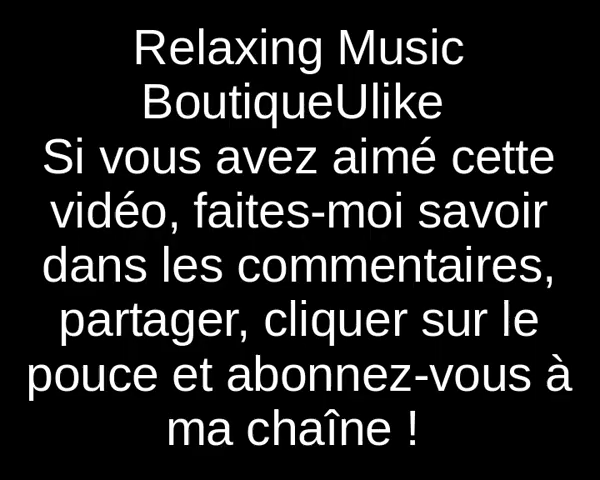 Relaxing Music
BoutiqueUlike
Si vous avez aimé cette
vidéo, faites-moi savoir
dans les commentaires,
partager, cliquer sur le
pouce et abonnez-vous à
ma chaîne !